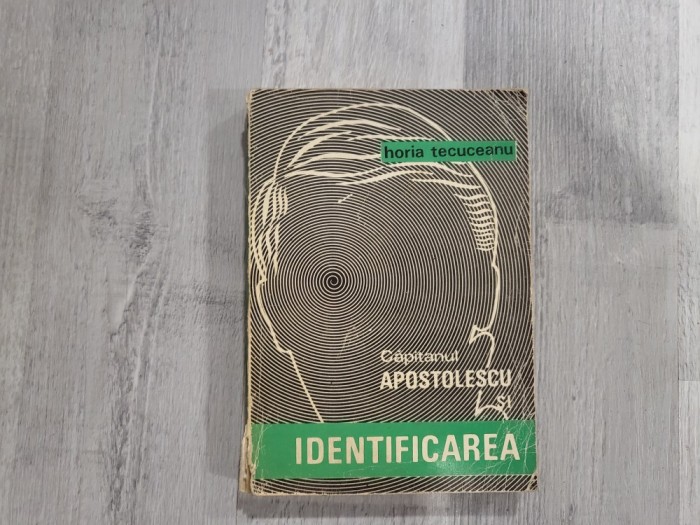 horia tecuceanu
Căpitanul
APOSTOLESCU
ȘI
IDENTIFICAREA